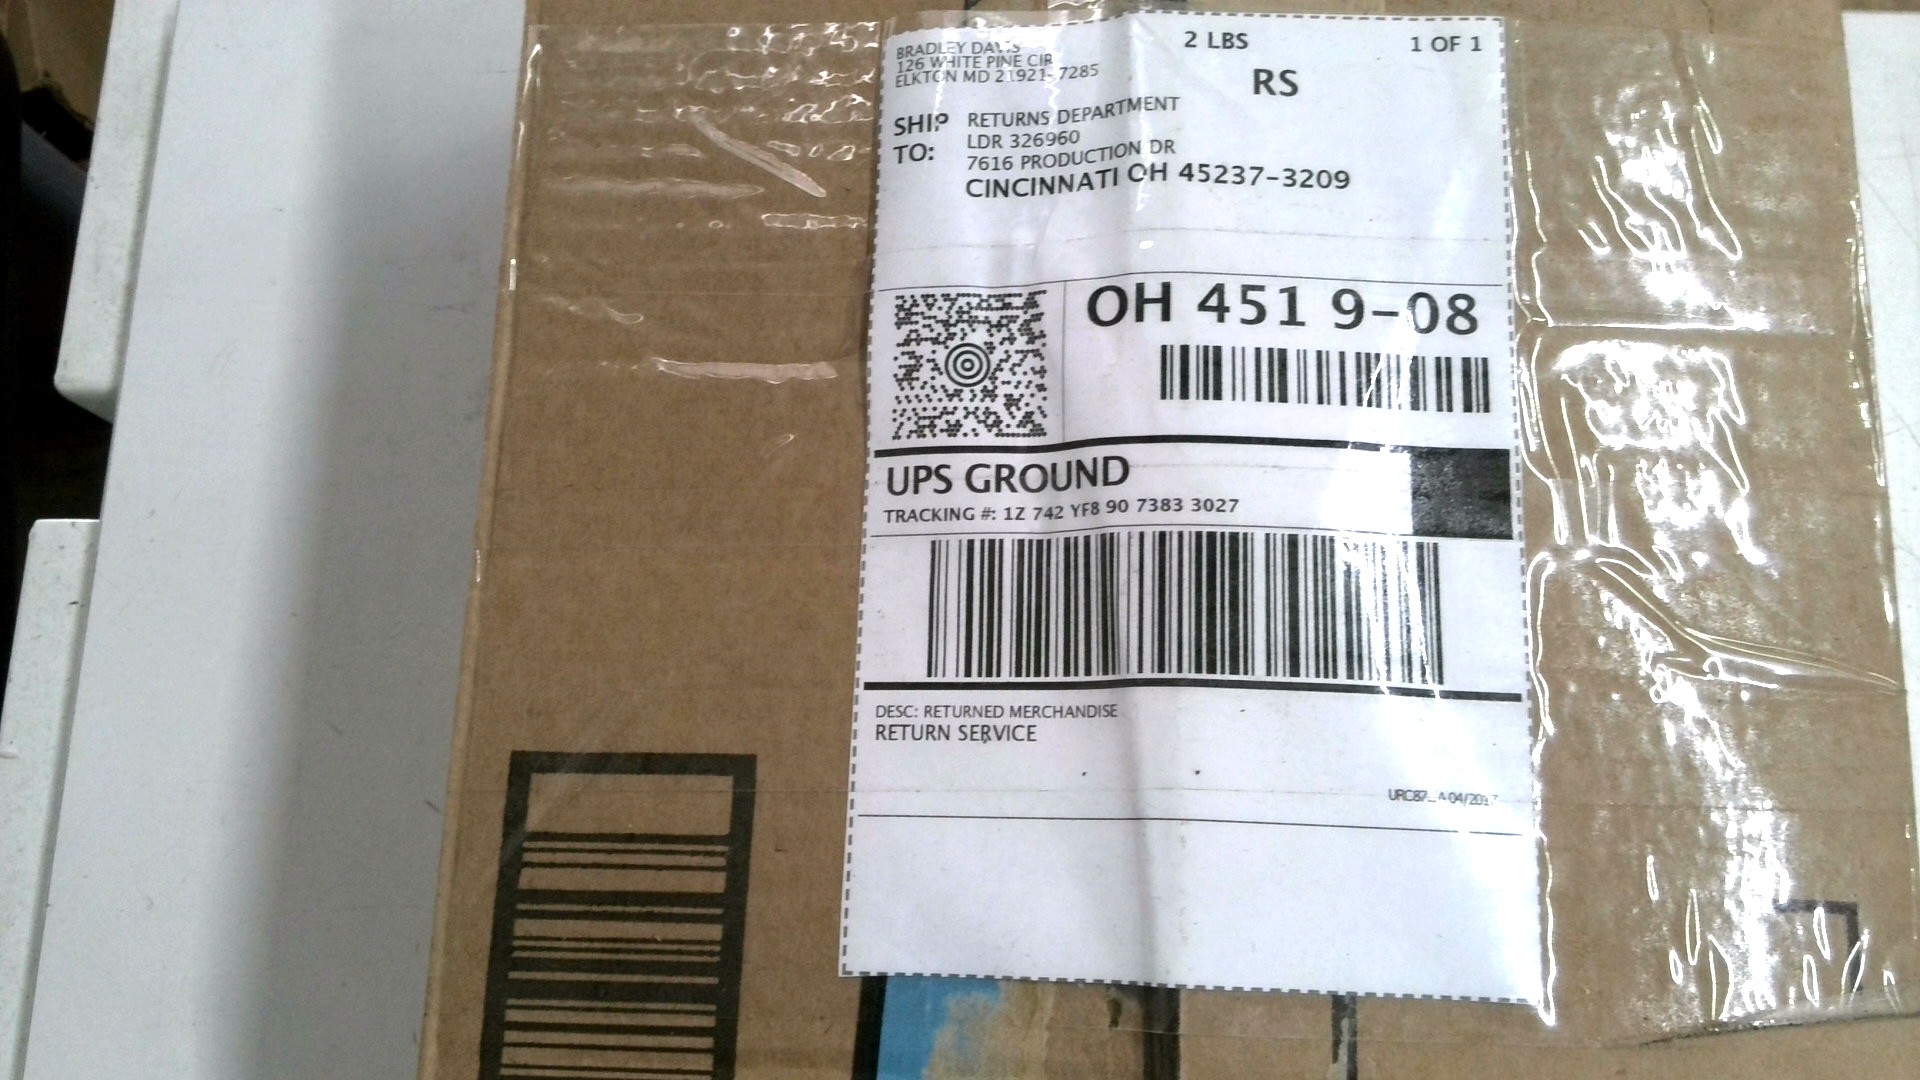 BRADLEY DAVIS
126 WHITE PINE CIR
ELKTON MD 21921-7285
2 LBS
1 OF 1
RS
SHIP TO:
RETURNS DEPARTMENT
LDR 326960
7616 PRODUCTION DR
CINCINNATI OH 45237-3209
OH 451 9-08
UPS GROUND
TRACKING #: 1Z 742 YF8 90 7383 3027
DESC: RETURNED MERCHANDISE
RETURN SERVICE